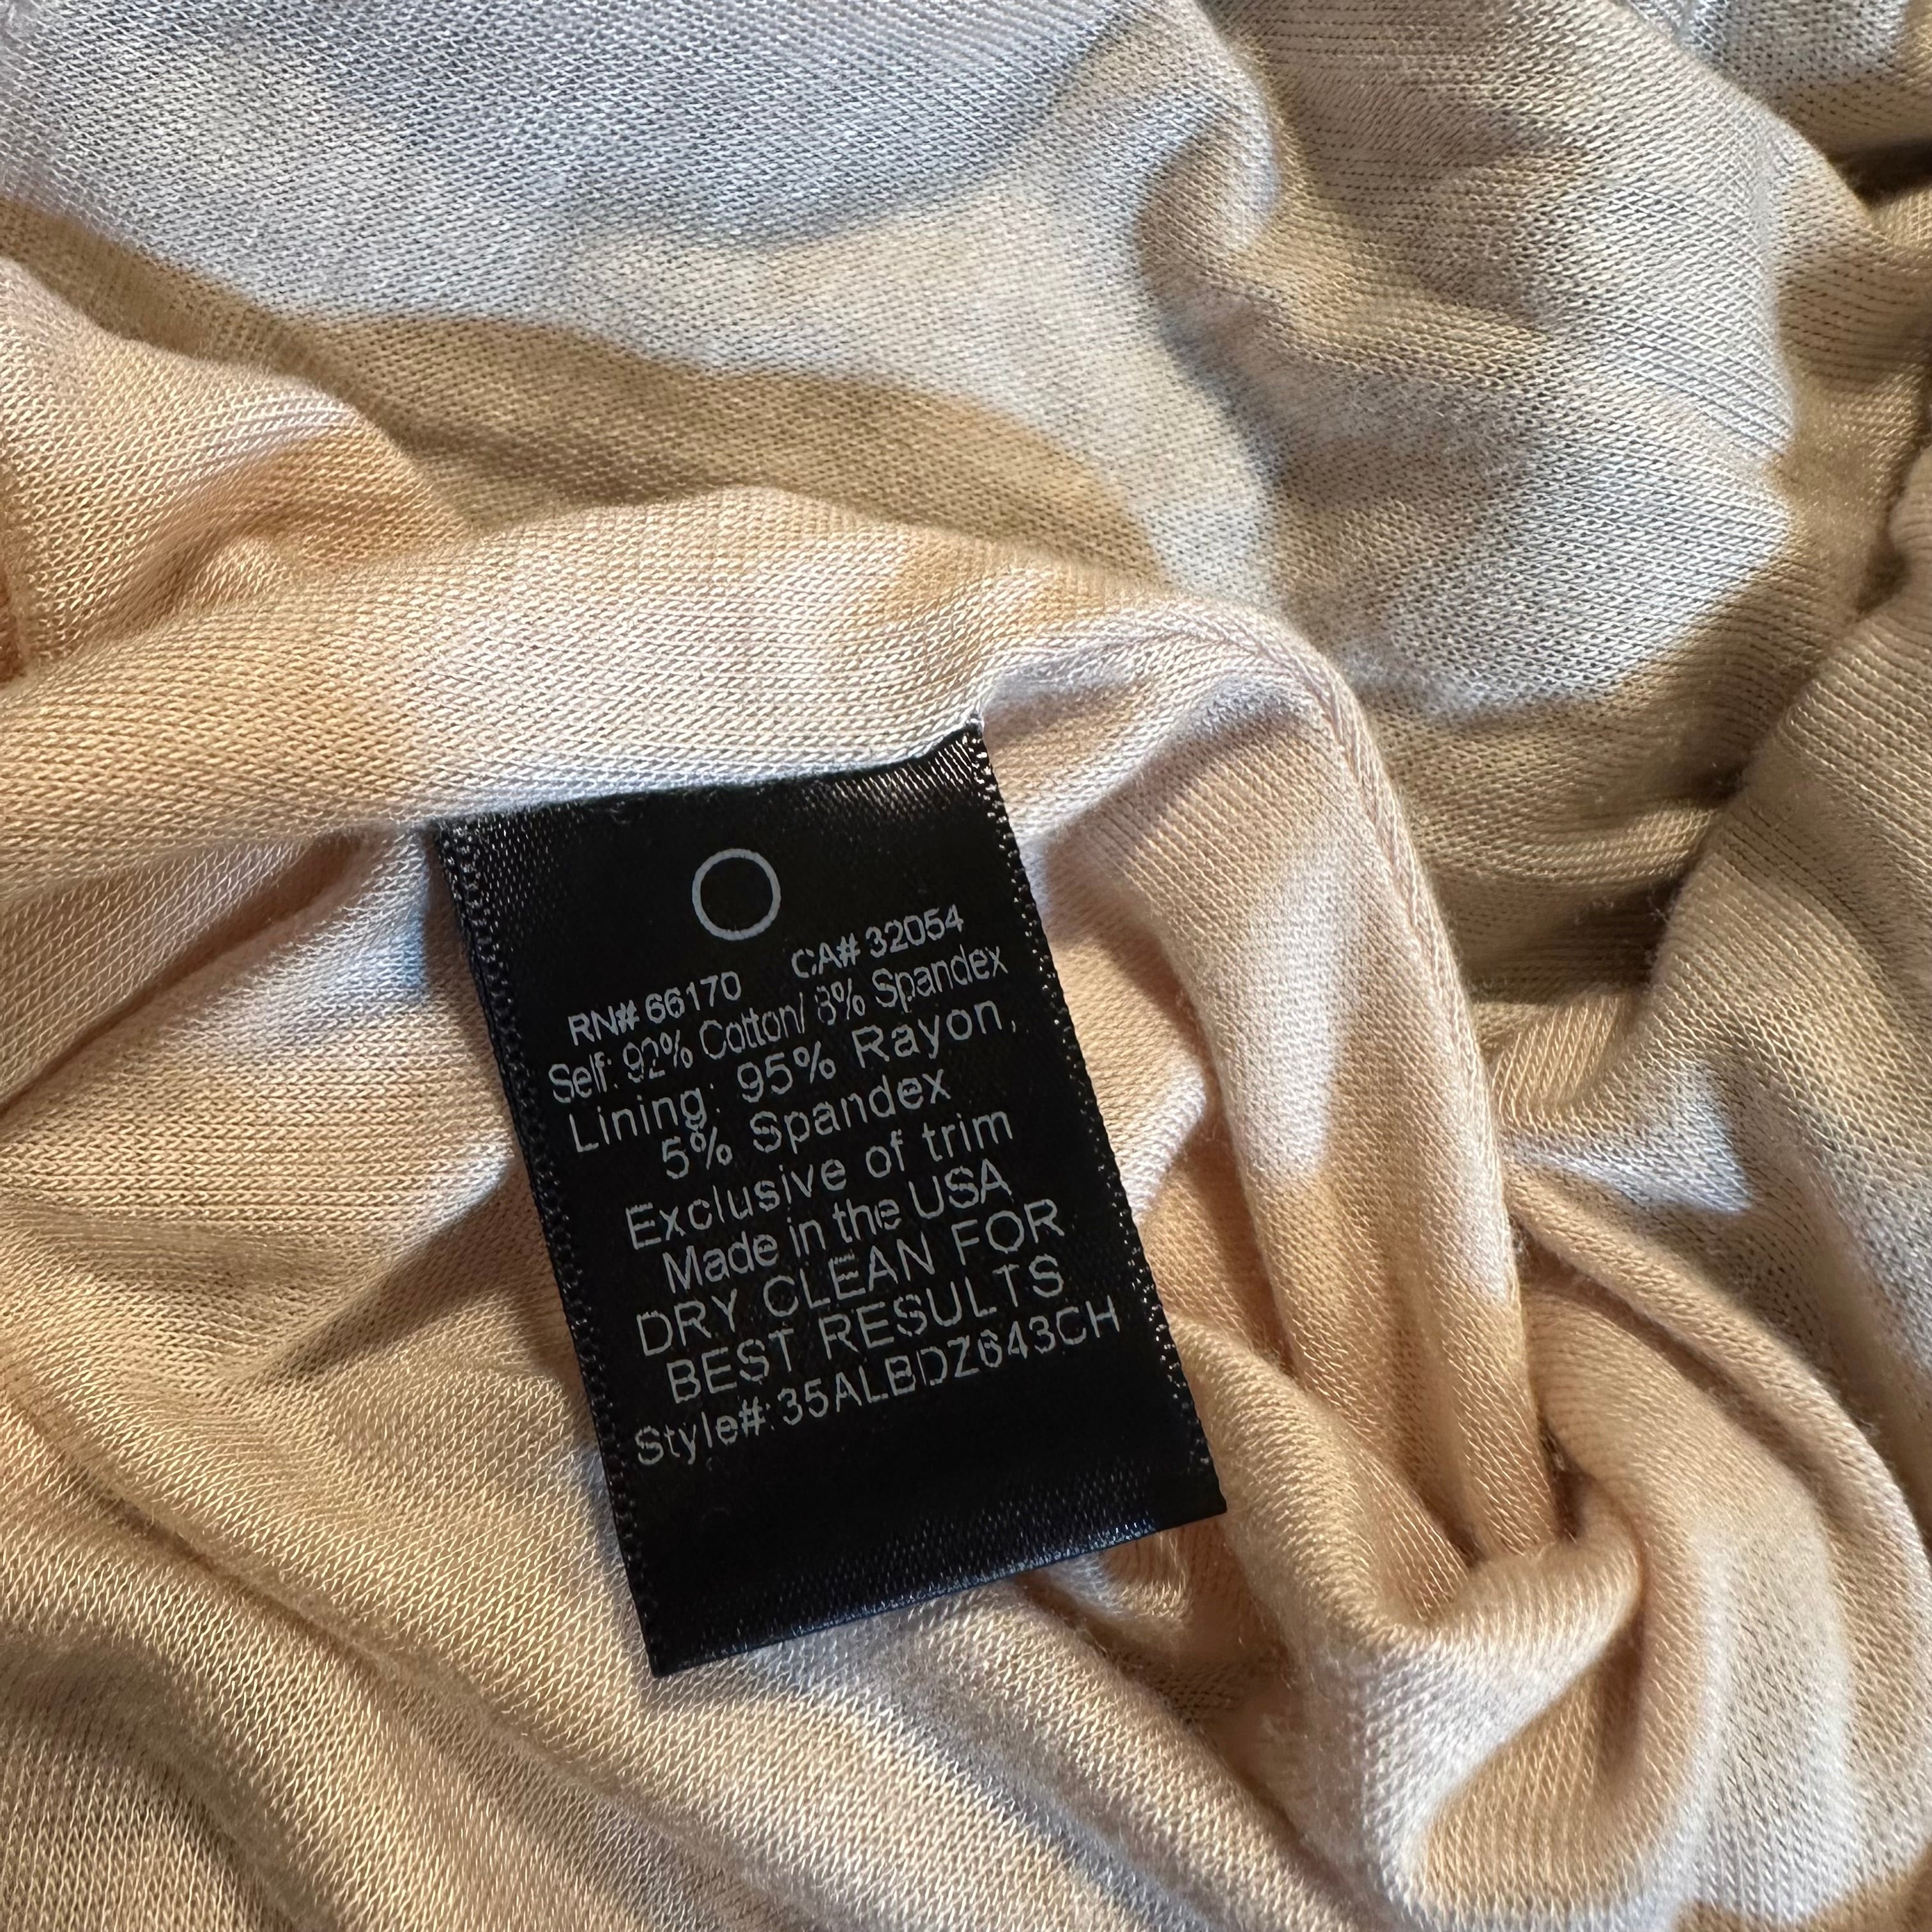 RN# 66170 CA# 32054
Self: 92% Cotton/ 8% Spandex
Lining: 95% Rayon,
5% Spandex
Exclusive of trim
Made in the USA
DRY CLEAN FOR
BEST RESULTS
Style#: 35ALBDZ643CH